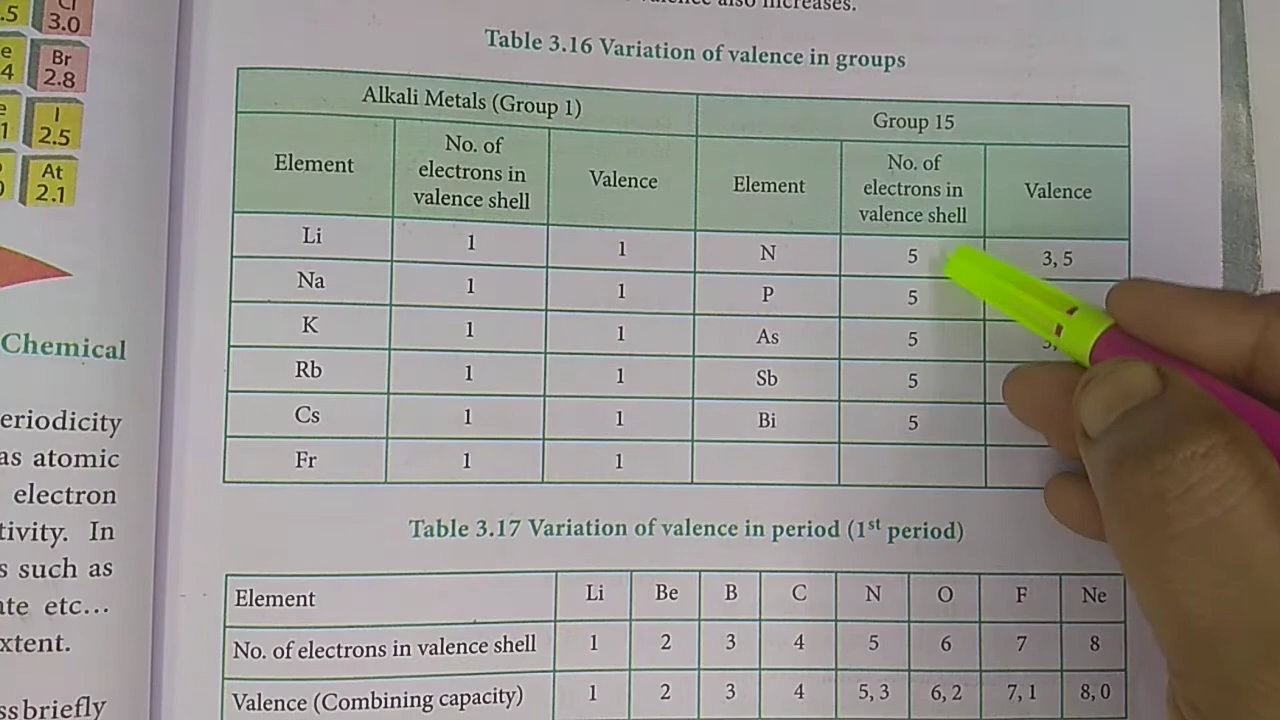 .5
Cl
3.0
e
4
Br
2.8
e
1
I
2.5
At
2.1
Chemical
eriodicity
as atomic
electron
tivity. In
s such as
ate etc...
xtent.
ss briefly
also increases.
Table 3.16 Variation of valence in groups
Alkali Metals (Group 1) Group 15
Element No. of electrons in valence shell Valence Element No. of electrons in valence shell Valence
Li 1 1 N 5 3, 5
Na 1 1 P 5
K 1 1 As 5
Rb 1 1 Sb 5
Cs 1 1 Bi 5
Fr 1 1
Table 3.17 Variation of valence in period (1st period)
Element Li Be B C N O F Ne
No. of electrons in valence shell 1 2 3 4 5 6 7 8
Valence (Combining capacity) 1 2 3 4 5, 3 6, 2 7, 1 8, 0